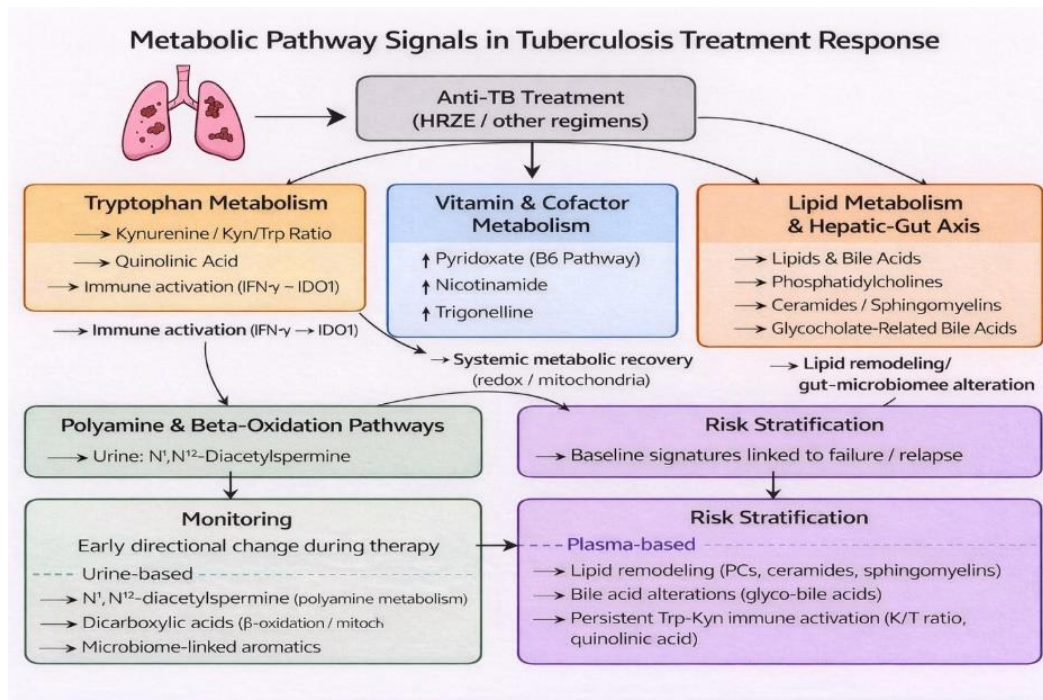 Metabolic Pathway Signals in Tuberculosis Treatment Response
Anti-TB Treatment
(HRZE / other regimens)
Tryptophan Metabolism
→ Kynurenine / Kyn/Trp Ratio
→ Quinolinic Acid
→ Immune activation (IFN-γ – IDO1)
Vitamin & Cofactor
Metabolism
↑ Pyridoxate (B6 Pathway)
↑ Nicotinamide
↑ Trigonelline
Lipid Metabolism
& Hepatic-Gut Axis
→ Lipids & Bile Acids
→ Phosphatidylcholines
→ Ceramides / Sphingomyelins
→ Glycocholate-Related Bile Acids
→ Immune activation (IFN-γ → IDO1)
→ Systemic metabolic recovery
(redox / mitochondria)
→ Lipid remodeling/
gut-microbiomee alteration
Polyamine & Beta-Oxidation Pathways
→ Urine: N¹,N¹²-Diacetylspermine
Risk Stratification
→ Baseline signatures linked to failure / relapse
Monitoring
Early directional change during therapy
Urine-based
→ N¹, N¹²-diacetylspermine (polyamine metabolism)
→ Dicarboxylic acids (β-oxidation / mitoch
→ Microbiome-linked aromatics
Risk Stratification
Plasma-based
→ Lipid remodeling (PCs, ceramides, sphingomyelins)
→ Bile acid alterations (glyco-bile acids)
→ Persistent Trp-Kyn immune activation (K/T ratio,
quinolinic acid)